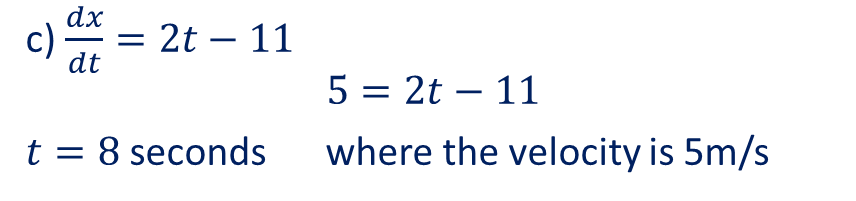 c) dx/dt = 2t − 11
5 = 2t − 11
t = 8 seconds where the velocity is 5m/s